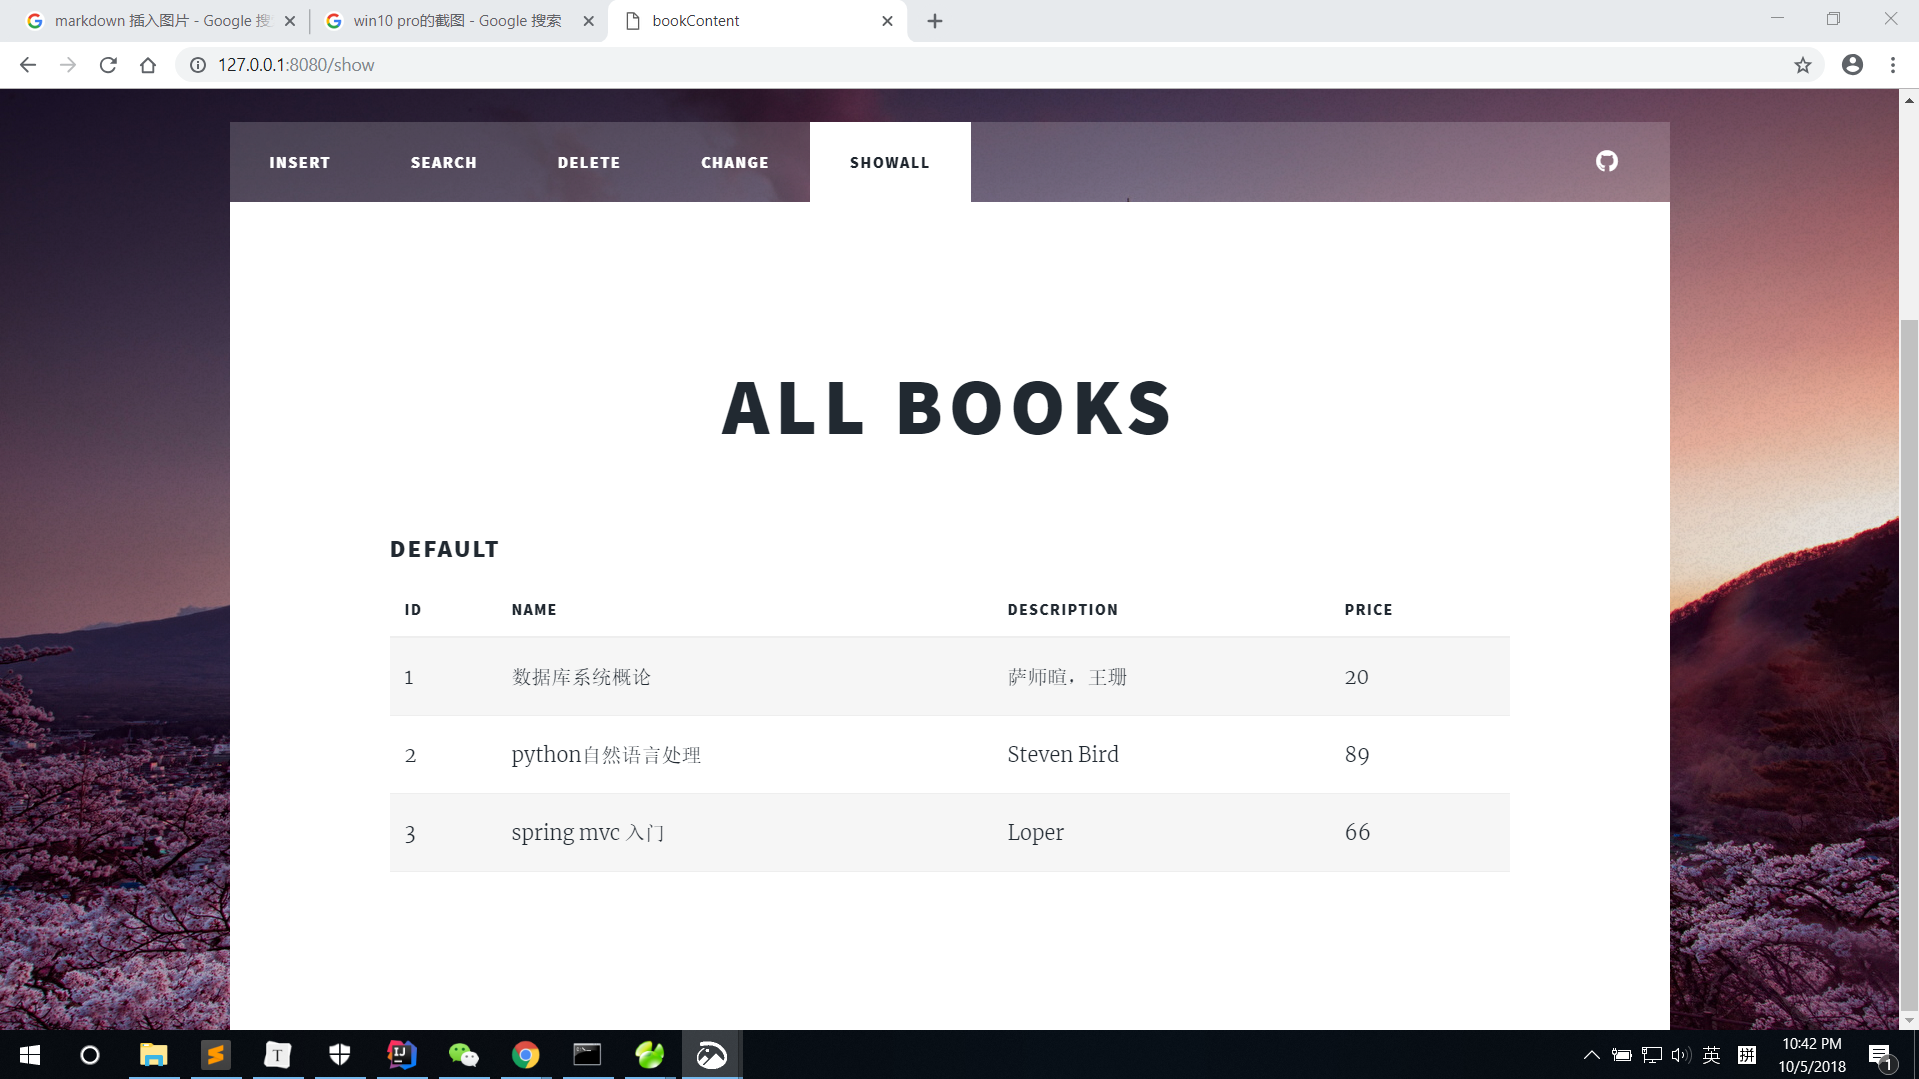 markdown 插入图片 - Google 搜
win10 pro的截图 - Google 搜索
bookContent
127.0.0.1:8080/show
INSERT SEARCH DELETE CHANGE SHOWALL
ALL BOOKS
DEFAULT
ID NAME DESCRIPTION PRICE
1 数据库系统概论 萨师暄，王珊 20
2 python自然语言处理 Steven Bird 89
3 spring mvc 入门 Loper 66
T
IJ
英 拼
10:42 PM
10/5/2018
1